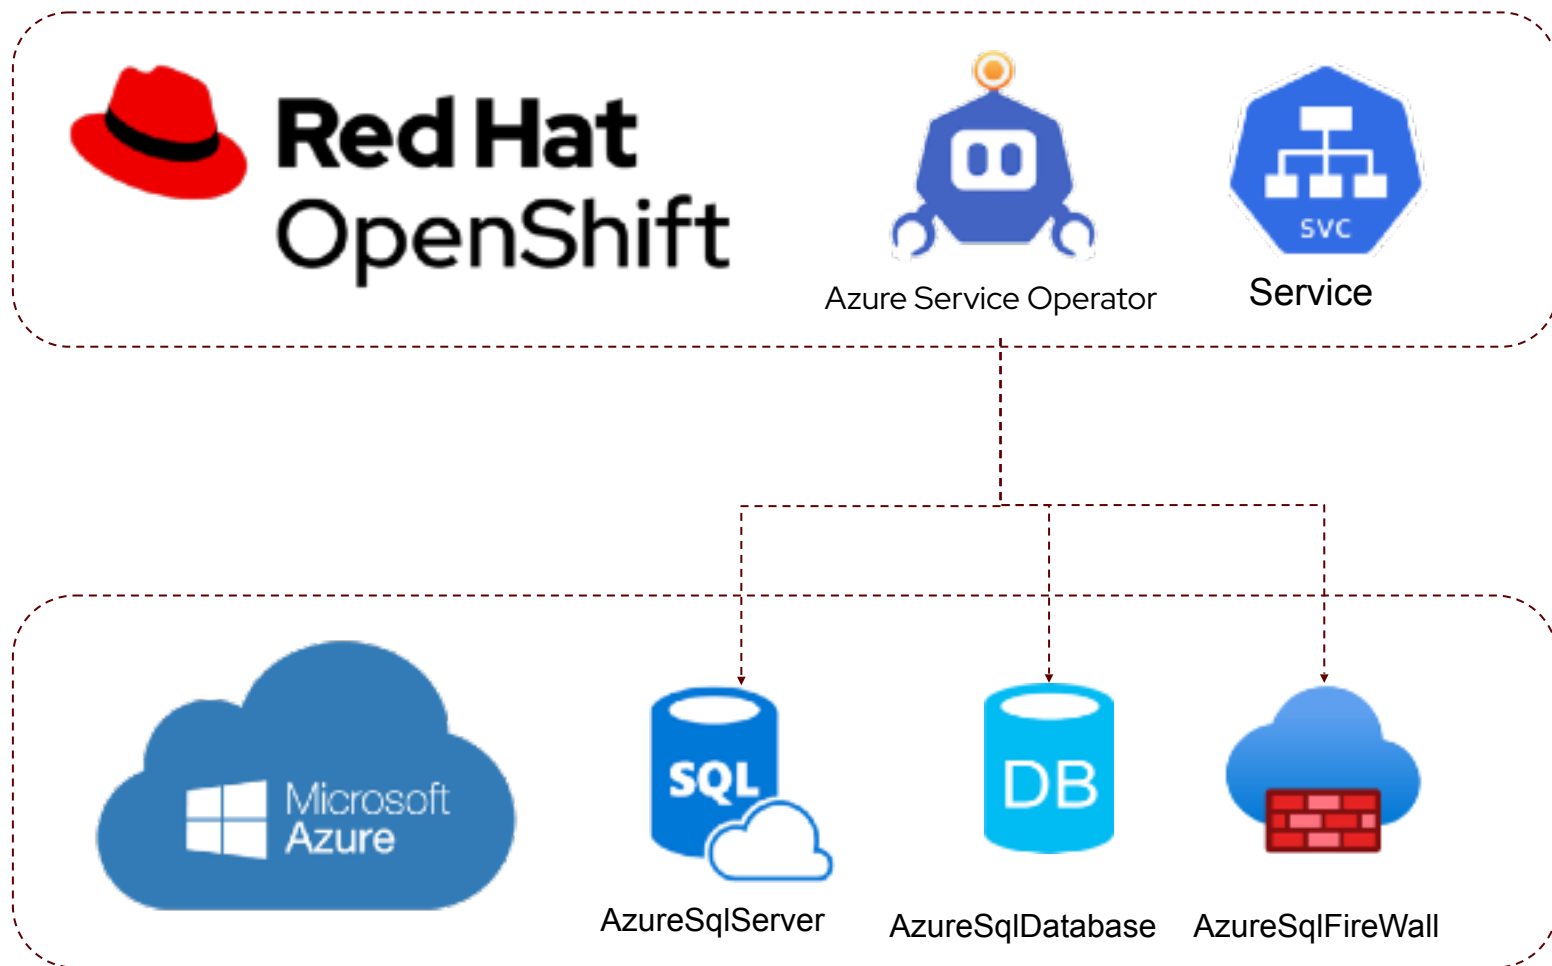 Red Hat
OpenShift
svc
Azure Service Operator
Service
Microsoft
Azure
SQL
DB
AzureSqlServer
AzureSqlDatabase
AzureSqlFireWall